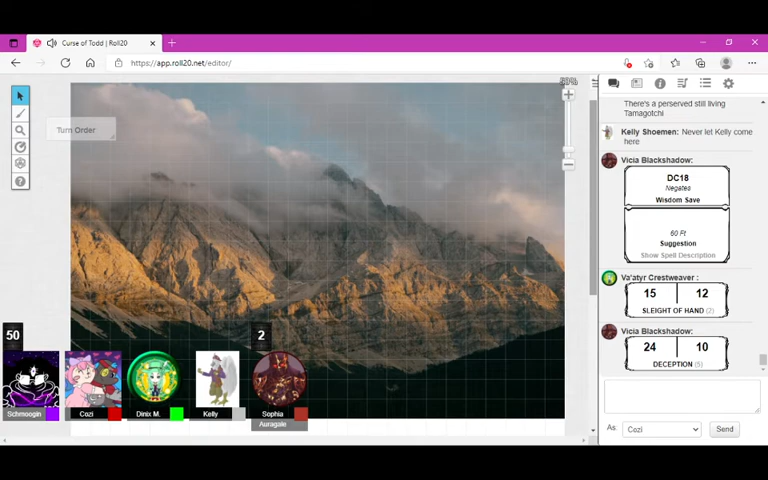 Curse of Todd | Roll20
https://app.roll20.net/editor/
50%
Turn Order
There's a perserved still living
Tamagotchi
Kelly Shoemen: Never let Kelly come
here
Vicia Blackshadow:
DC18
Negates
Wisdom Save
60 Ft
Suggestion
Show Spell Description
Va'atyr Crestweaver :
15 12
SLEIGHT OF HAND (2)
Vicia Blackshadow:
24 10
DECEPTION (5)
50
2
Schmoogin
Cozi
Dinix M.
Kelly
Sophia
Auragale
As:
Cozi
Send